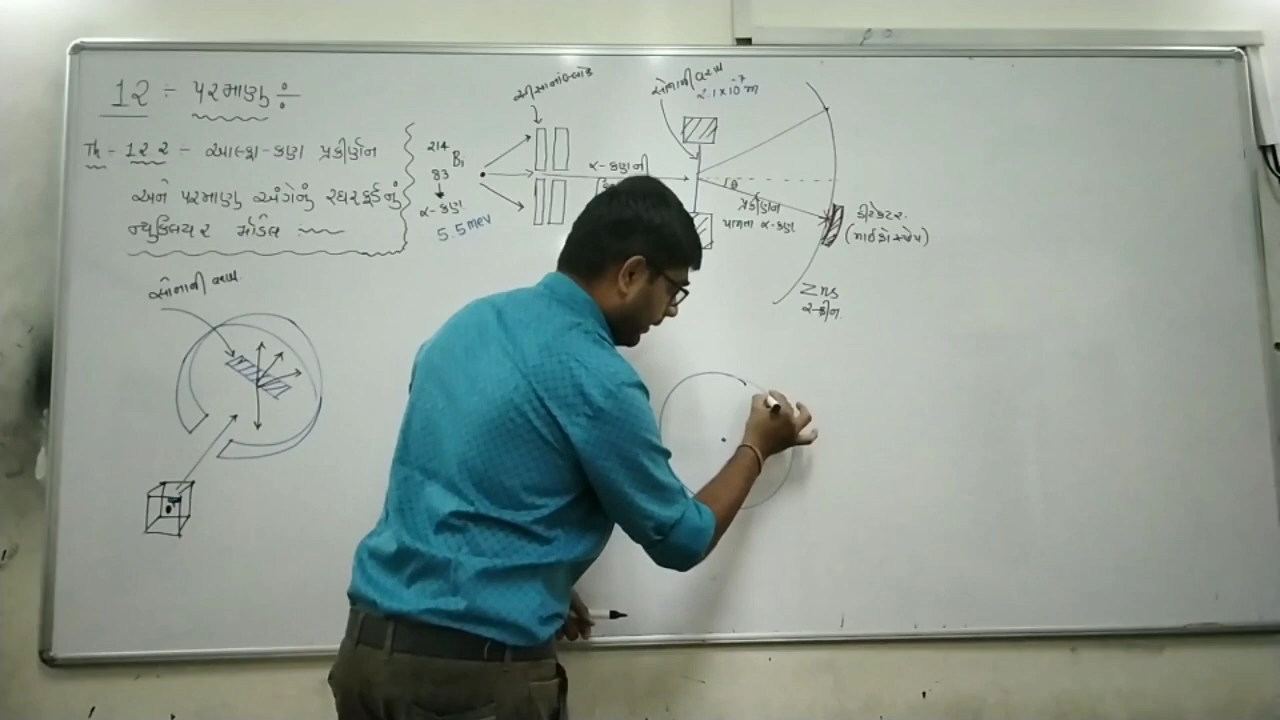 12 ÷ પરમાણુ ÷
Th - 12.2 - આલ્ફા-કણ પ્રકીર્ણન
અને પરમાણુ અંગેનું રધરફર્ડનું
ન્યુક્લિયર મોડેલ
214
83 Bi
α-કણ
5.5 mev
સોનાની વરખ
2.1 x 10⁻⁷ m
α-કણની
θ
પ્રકીર્ણન
પામતા α-કણ
ડીટેક્ટર
(માઈક્રોસ્કોપ)
Zns
સ્ક્રીન.
સોનાની વરખ